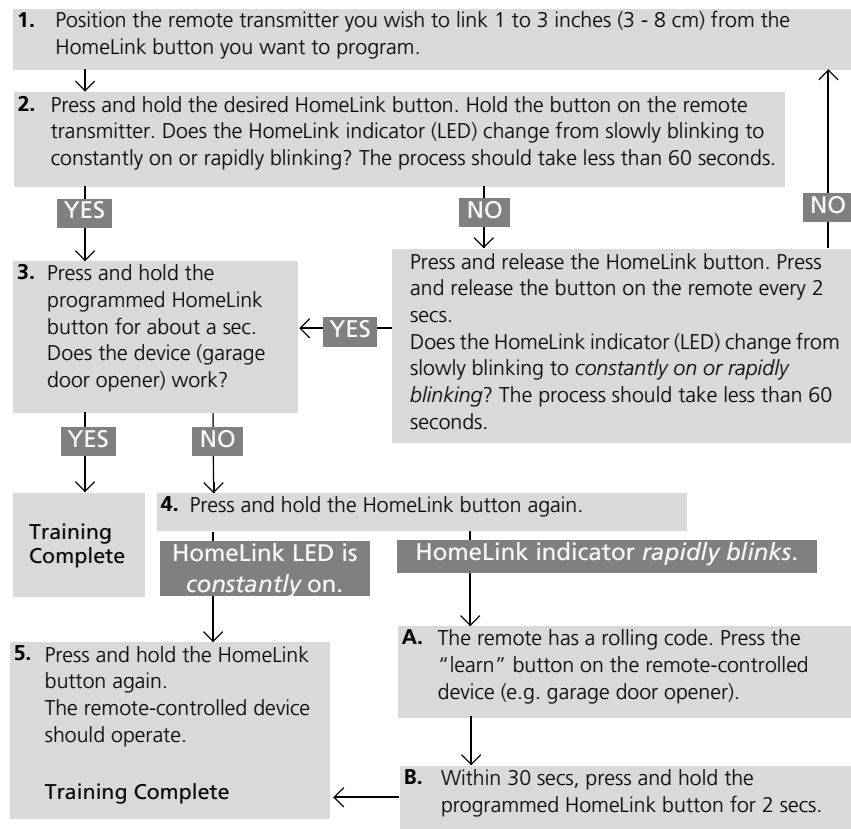 1. Position the remote transmitter you wish to link 1 to 3 inches (3 - 8 cm) from the
HomeLink button you want to program.
2. Press and hold the desired HomeLink button. Hold the button on the remote
transmitter. Does the HomeLink indicator (LED) change from slowly blinking to
constantly on or rapidly blinking? The process should take less than 60 seconds.
YES
NO
NO
3. Press and hold the
programmed HomeLink
button for about a sec.
Does the device (garage
door opener) work?
YES
Press and release the HomeLink button. Press
and release the button on the remote every 2
secs.
Does the HomeLink indicator (LED) change from
slowly blinking to constantly on or rapidly
blinking? The process should take less than 60
seconds.
YES
NO
Training
Complete
4. Press and hold the HomeLink button again.
HomeLink LED is
constantly on.
HomeLink indicator rapidly blinks.
5. Press and hold the HomeLink
button again.
The remote-controlled device
should operate.
Training Complete
A. The remote has a rolling code. Press the
“learn” button on the remote-controlled
device (e.g. garage door opener).
B. Within 30 secs, press and hold the
programmed HomeLink button for 2 secs.